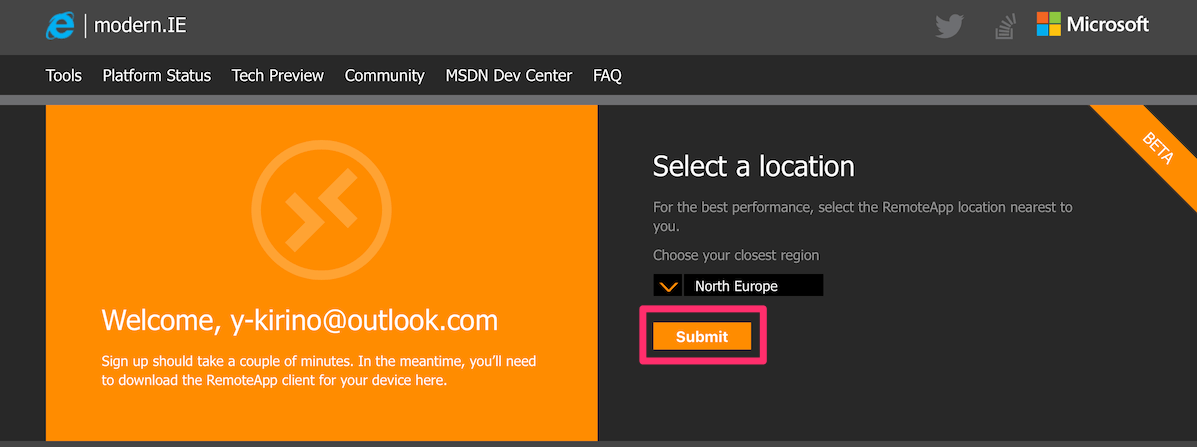 modern.IE
Microsoft
Tools Platform Status Tech Preview Community MSDN Dev Center FAQ
BETA
Welcome, y-kirino@outlook.com
Sign up should take a couple of minutes. In the meantime, you'll need
to download the RemoteApp client for your device here.
Select a location
For the best performance, select the RemoteApp location nearest to
you.
Choose your closest region
North Europe
Submit